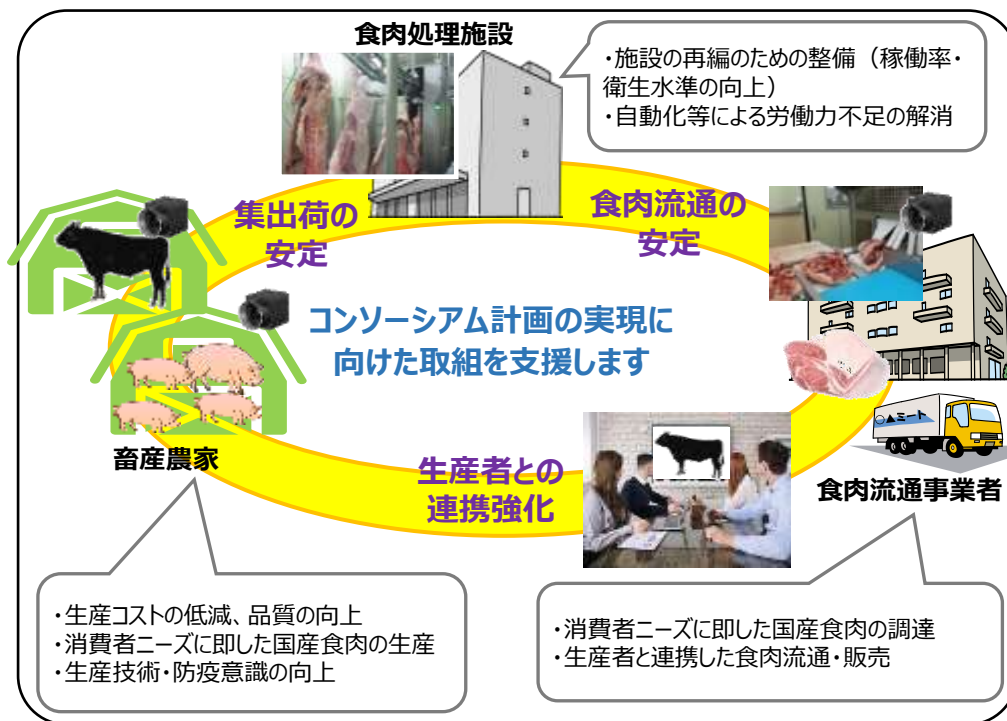 食肉処理施設
・施設の再編のための整備（稼働率・
衛生水準の向上）
・自動化等による労働力不足の解消
集出荷の
安定
食肉流通の
安定
コンソーシアム計画の実現に
向けた取組を支援します
○▲ミート
畜産農家
生産者との
連携強化
食肉流通事業者
・生産コストの低減、品質の向上
・消費者ニーズに即した国産食肉の生産
・生産技術・防疫意識の向上
・消費者ニーズに即した国産食肉の調達
・生産者と連携した食肉流通・販売